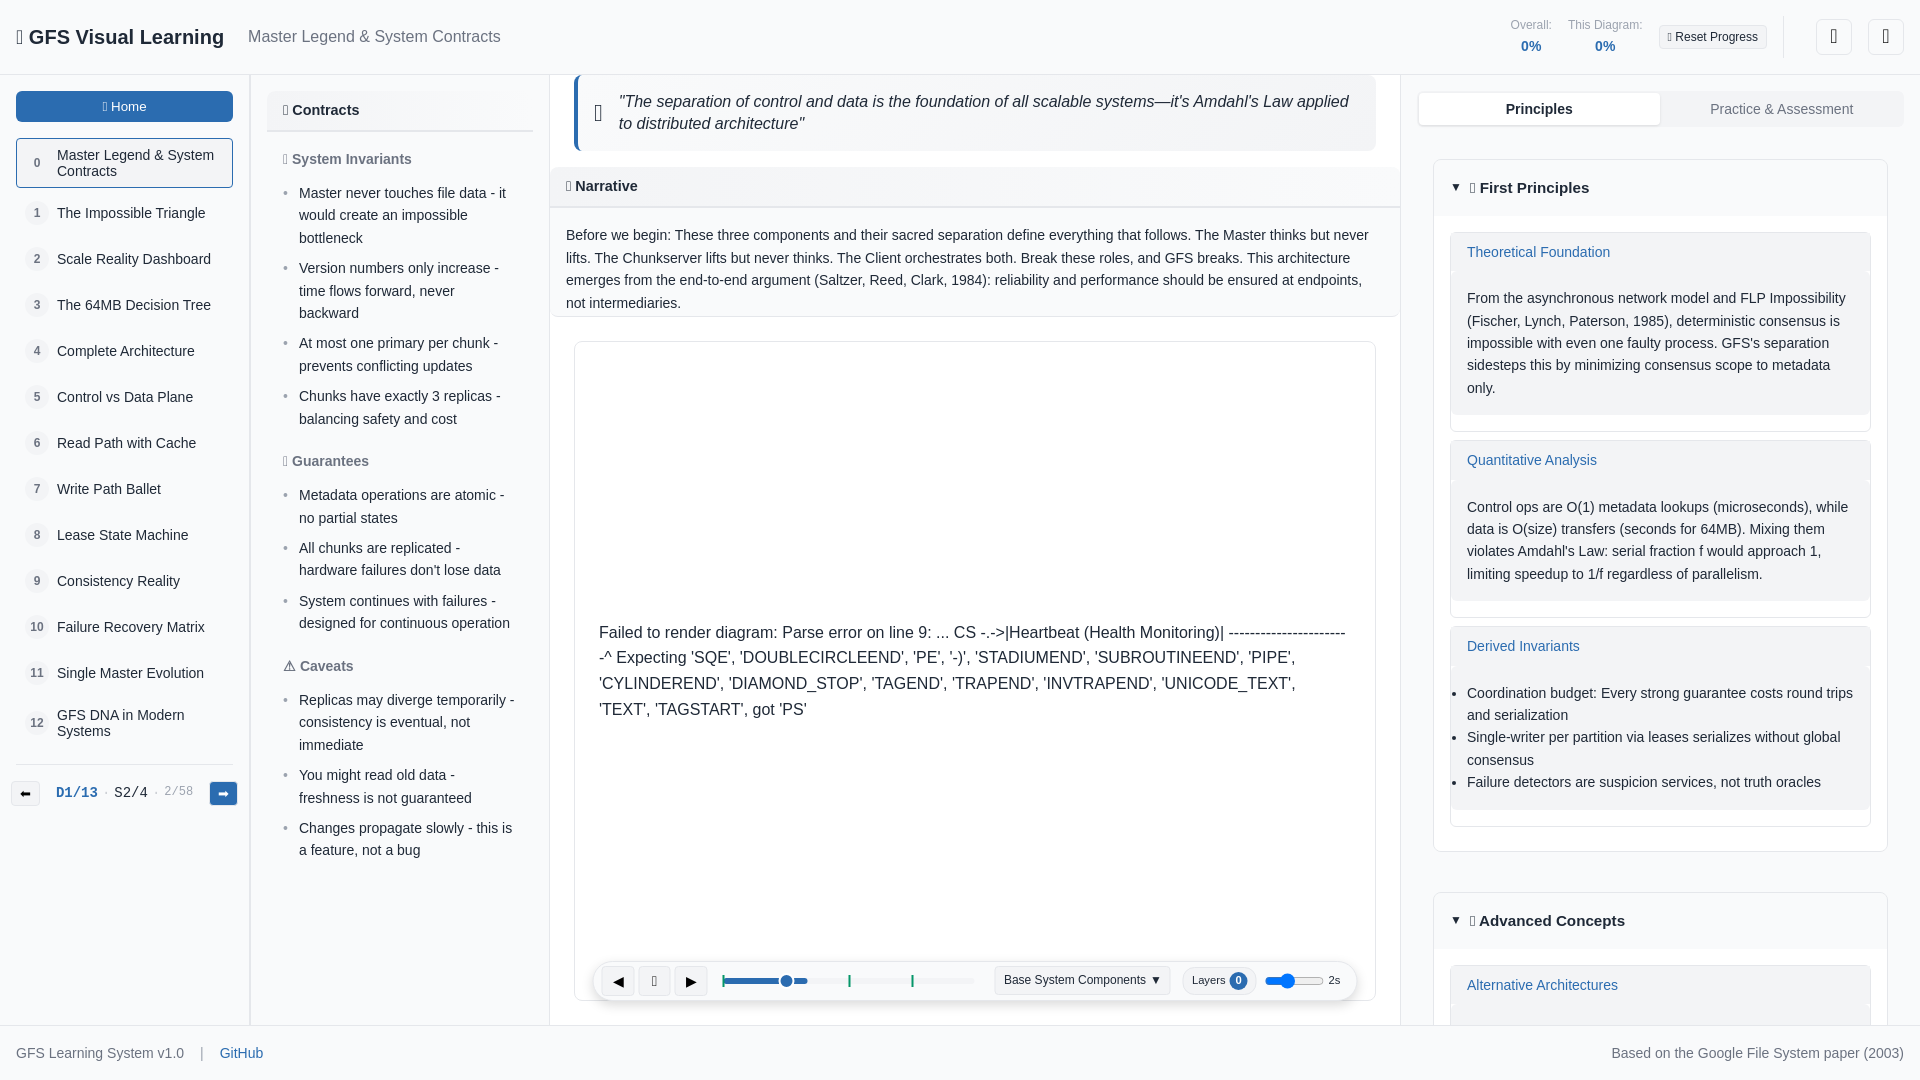 GFS Visual Learning
Master Legend & System Contracts
Overall:
0%
This Diagram:
0%
Reset Progress
Home
0 Master Legend & System
Contracts
1 The Impossible Triangle
2 Scale Reality Dashboard
3 The 64MB Decision Tree
4 Complete Architecture
5 Control vs Data Plane
6 Read Path with Cache
7 Write Path Ballet
8 Lease State Machine
9 Consistency Reality
10 Failure Recovery Matrix
11 Single Master Evolution
12 GFS DNA in Modern
Systems
⬅ D1/13 · S2/4 · 2/58 ➡
Contracts
System Invariants
• Master never touches file data - it
would create an impossible
bottleneck
• Version numbers only increase -
time flows forward, never
backward
• At most one primary per chunk -
prevents conflicting updates
• Chunks have exactly 3 replicas -
balancing safety and cost
Guarantees
• Metadata operations are atomic -
no partial states
• All chunks are replicated -
hardware failures don't lose data
• System continues with failures -
designed for continuous operation
⚠ Caveats
• Replicas may diverge temporarily -
consistency is eventual, not
immediate
• You might read old data -
freshness is not guaranteed
• Changes propagate slowly - this is
a feature, not a bug
"The separation of control and data is the foundation of all scalable systems—it's Amdahl's Law applied
to distributed architecture"
Narrative
Before we begin: These three components and their sacred separation define everything that follows. The Master thinks but never
lifts. The Chunkserver lifts but never thinks. The Client orchestrates both. Break these roles, and GFS breaks. This architecture
emerges from the end-to-end argument (Saltzer, Reed, Clark, 1984): reliability and performance should be ensured at endpoints,
not intermediaries.
Failed to render diagram: Parse error on line 9: ... CS -.->|Heartbeat (Health Monitoring)| ----------------------
-^ Expecting 'SQE', 'DOUBLECIRCLEEND', 'PE', '-)', 'STADIUMEND', 'SUBROUTINEEND', 'PIPE',
'CYLINDEREND', 'DIAMOND_STOP', 'TAGEND', 'TRAPEND', 'INVTRAPEND', 'UNICODE_TEXT',
'TEXT', 'TAGSTART', got 'PS'
◀ ▶ Base System Components ▼ Layers 0 2s
Principles
Practice & Assessment
▼ First Principles
Theoretical Foundation
From the asynchronous network model and FLP Impossibility
(Fischer, Lynch, Paterson, 1985), deterministic consensus is
impossible with even one faulty process. GFS's separation
sidesteps this by minimizing consensus scope to metadata
only.
Quantitative Analysis
Control ops are O(1) metadata lookups (microseconds), while
data is O(size) transfers (seconds for 64MB). Mixing them
violates Amdahl's Law: serial fraction f would approach 1,
limiting speedup to 1/f regardless of parallelism.
Derived Invariants
• Coordination budget: Every strong guarantee costs round trips
and serialization
• Single-writer per partition via leases serializes without global
consensus
• Failure detectors are suspicion services, not truth oracles
▼ Advanced Concepts
Alternative Architectures
GFS Learning System v1.0 | GitHub
Based on the Google File System paper (2003)